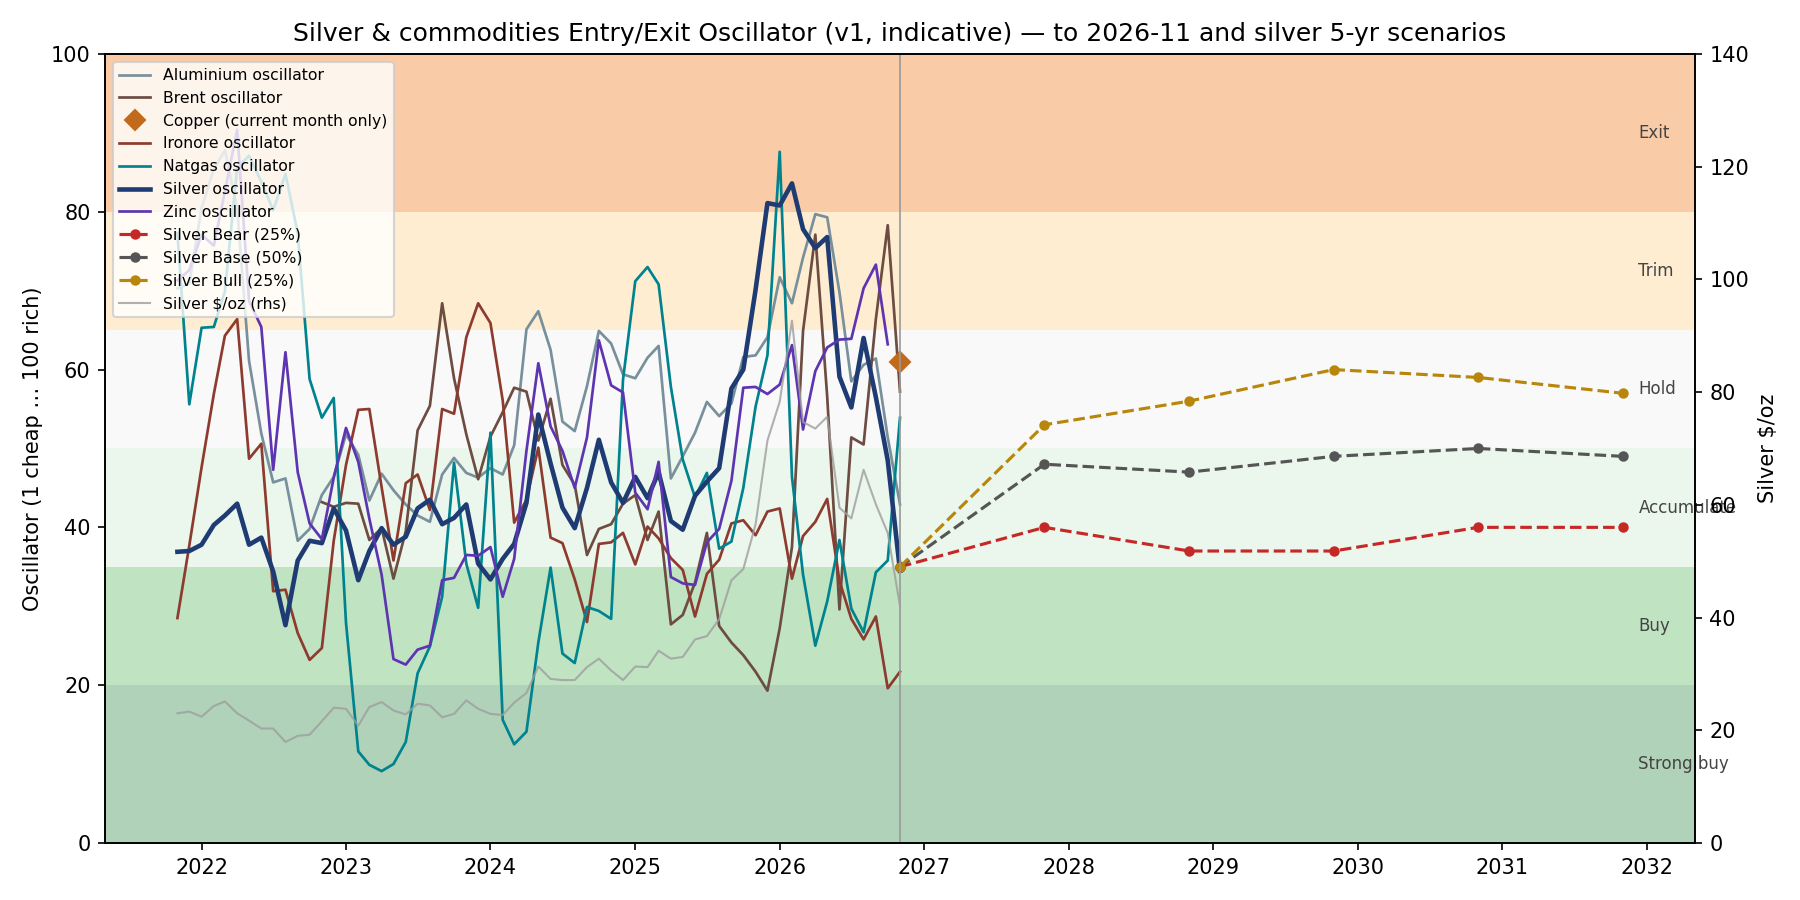 Silver & commodities Entry/Exit Oscillator (v1, indicative) — to 2026-11 and silver 5-yr scenarios
Oscillator (1 cheap ... 100 rich)
100
80
60
40
20
0
Aluminium oscillator
Brent oscillator
Copper (current month only)
Ironore oscillator
Natgas oscillator
Silver oscillator
Zinc oscillator
Silver Bear (25%)
Silver Base (50%)
Silver Bull (25%)
Silver $/oz (rhs)
Exit
Trim
Hold
Accumulate
Buy
Strong buy
140
120
100
80
60
40
20
0
Silver $/oz
2022
2023
2024
2025
2026
2027
2028
2029
2030
2031
2032